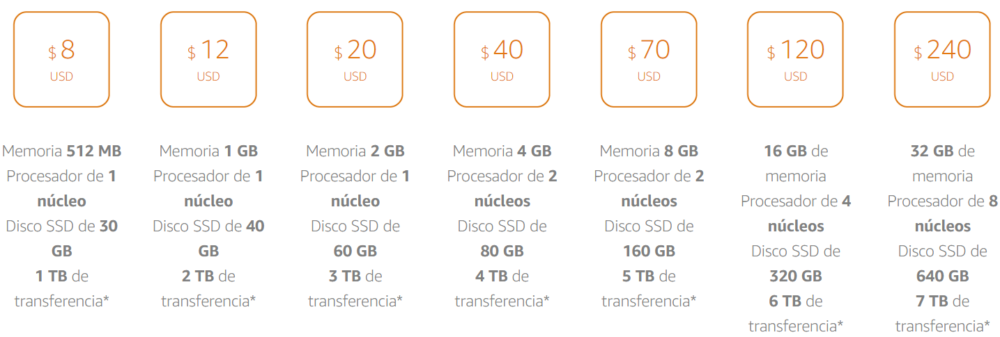 $ 8
USD
Memoria 512 MB
Procesador de 1
núcleo
Disco SSD de 30
GB
1 TB de
transferencia*
$ 12
USD
Memoria 1 GB
Procesador de 1
núcleo
Disco SSD de 40
GB
2 TB de
transferencia*
$ 20
USD
Memoria 2 GB
Procesador de 1
núcleo
Disco SSD de
60 GB
3 TB de
transferencia*
$ 40
USD
Memoria 4 GB
Procesador de 2
núcleos
Disco SSD de
80 GB
4 TB de
transferencia*
$ 70
USD
Memoria 8 GB
Procesador de 2
núcleos
Disco SSD de
160 GB
5 TB de
transferencia*
$ 120
USD
16 GB de
memoria
Procesador de 4
núcleos
Disco SSD de
320 GB
6 TB de
transferencia*
$ 240
USD
32 GB de
memoria
Procesador de 8
núcleos
Disco SSD de
640 GB
7 TB de
transferencia*